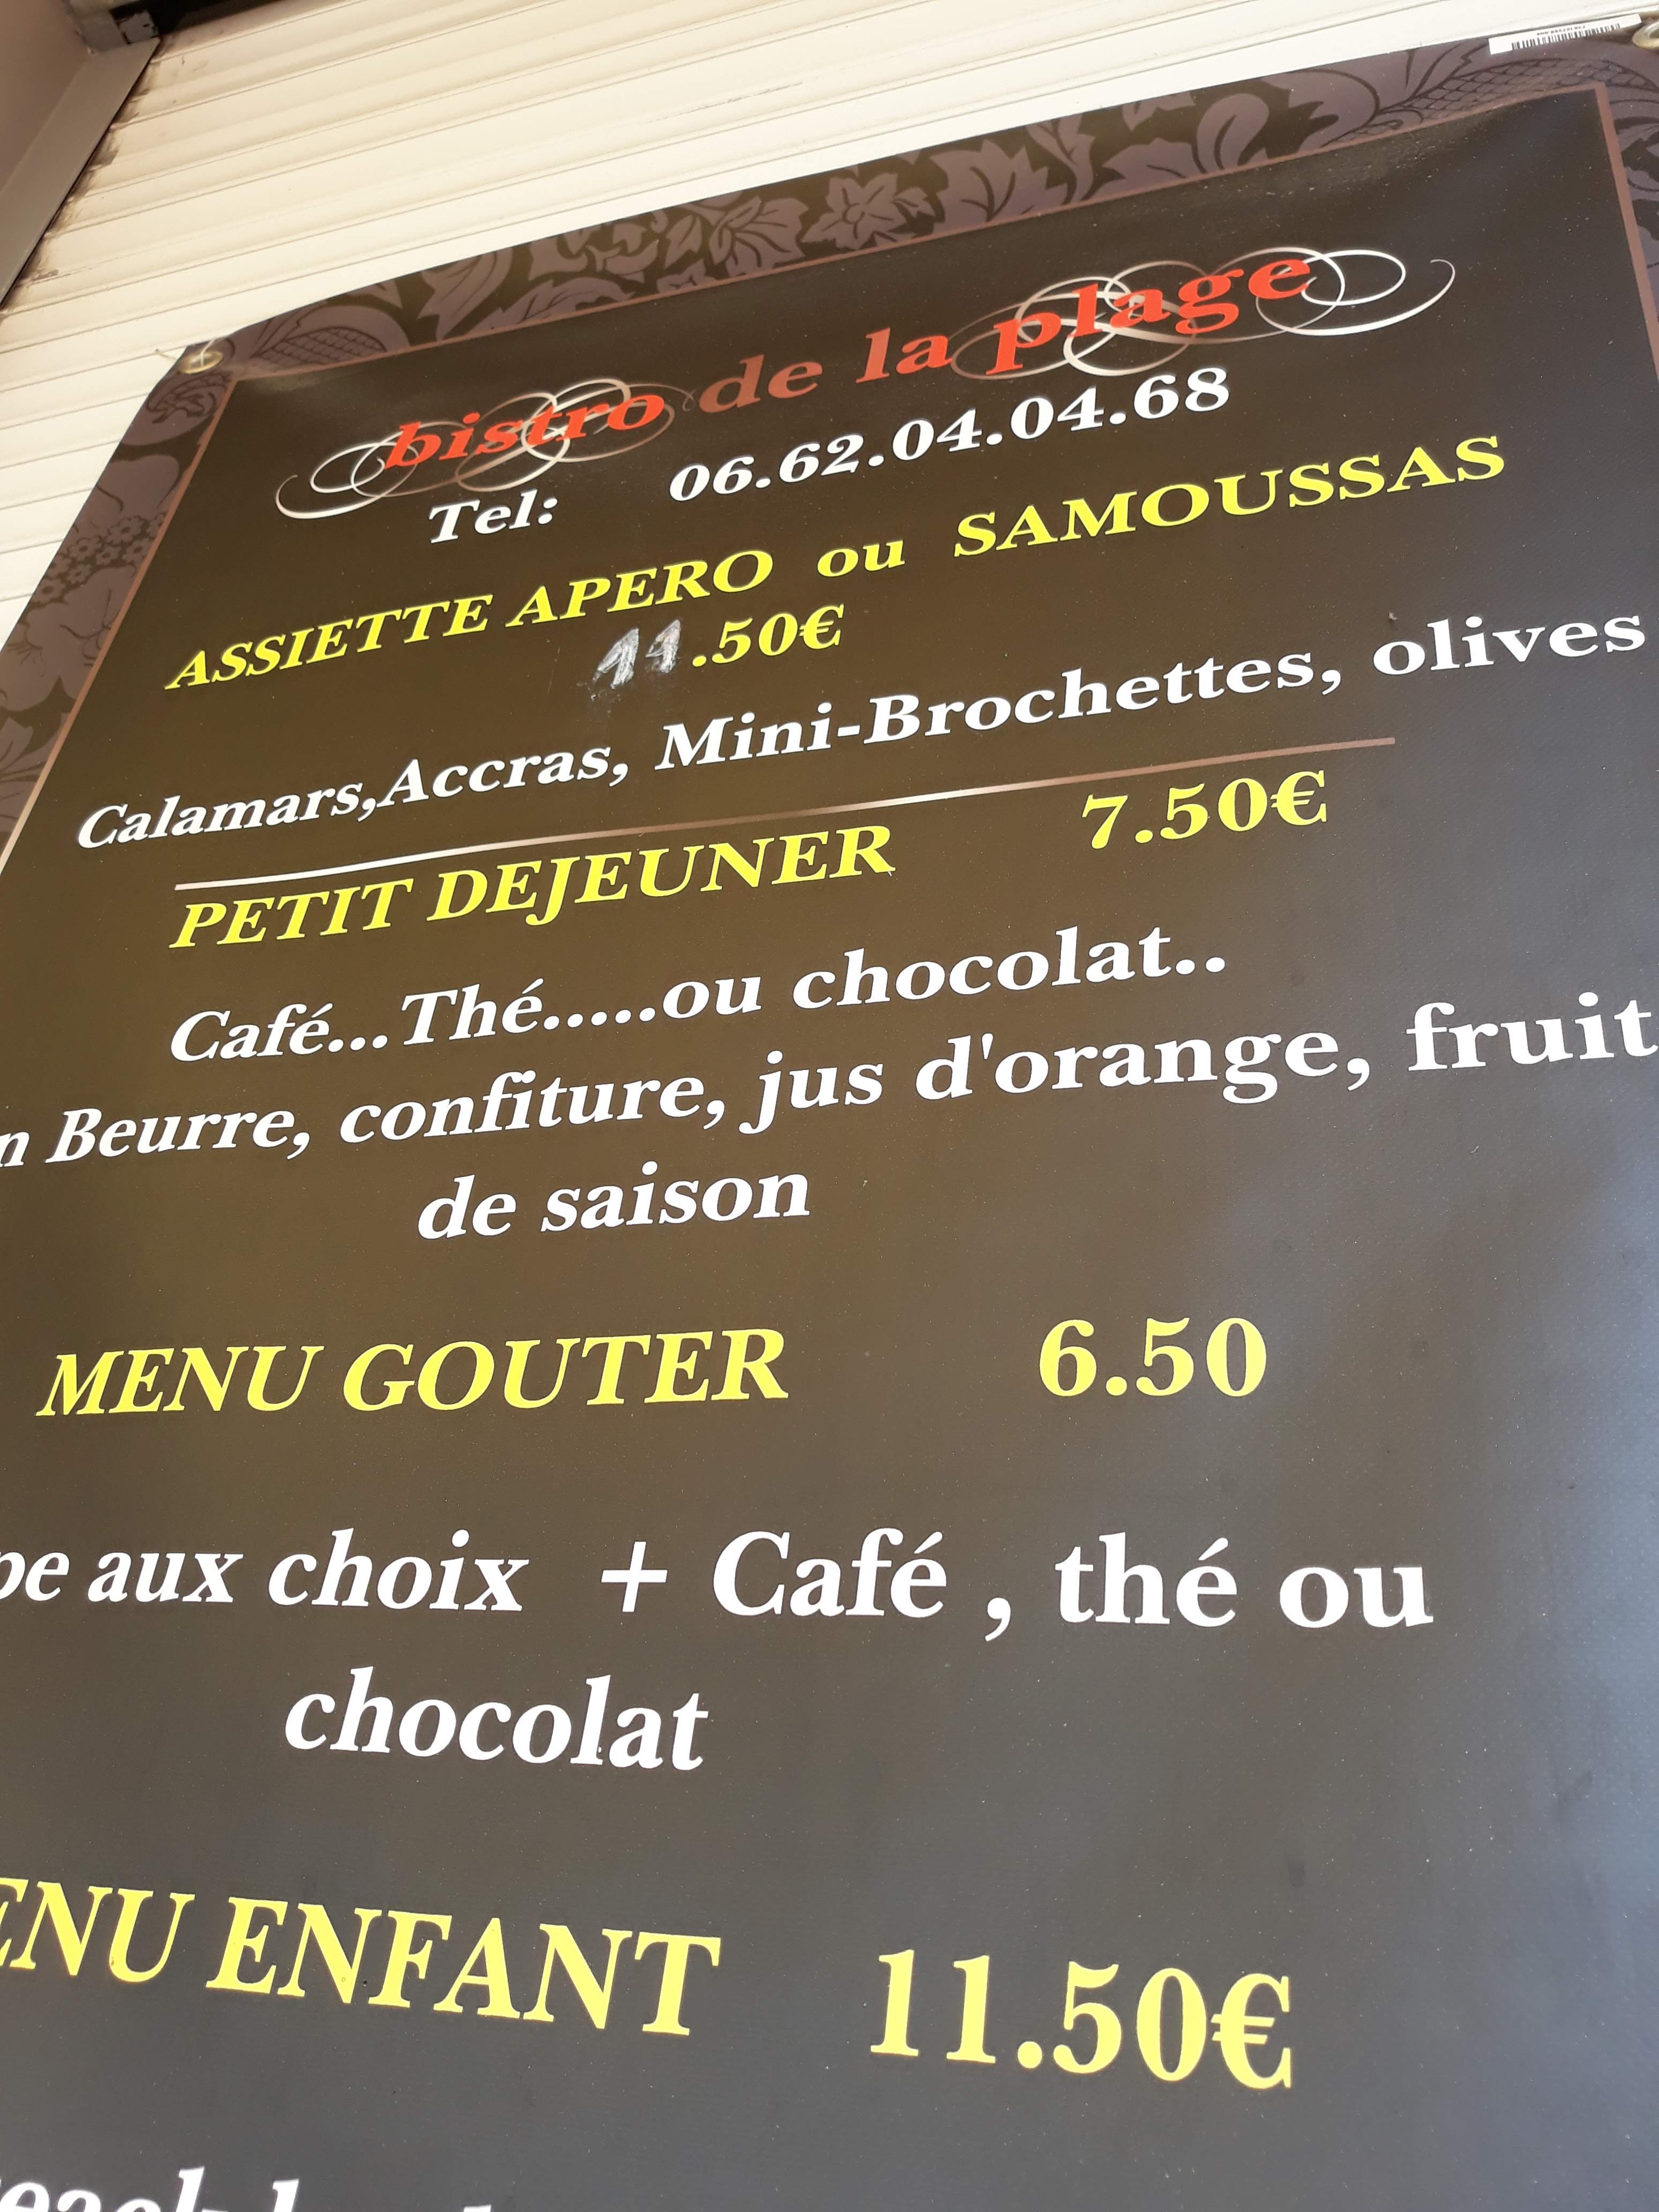 bistro de la plage
Tel: 06.62.04.04.68
ASSIETTE APERO ou SAMOUSSAS
11.50€
Calamars,Accras, Mini-Brochettes, olives
PETIT DEJEUNER 7.50€
Café...Thé.....ou chocolat..
n Beurre, confiture, jus d'orange, fruit
de saison
MENU GOUTER 6.50
pe aux choix + Café , thé ou
chocolat
ENU ENFANT 11.50€